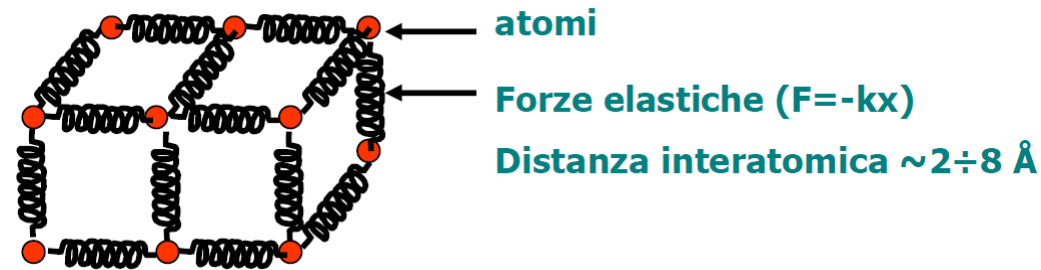 atomi
Forze elastiche (F=-kx)
Distanza interatomica ~2÷8 Å